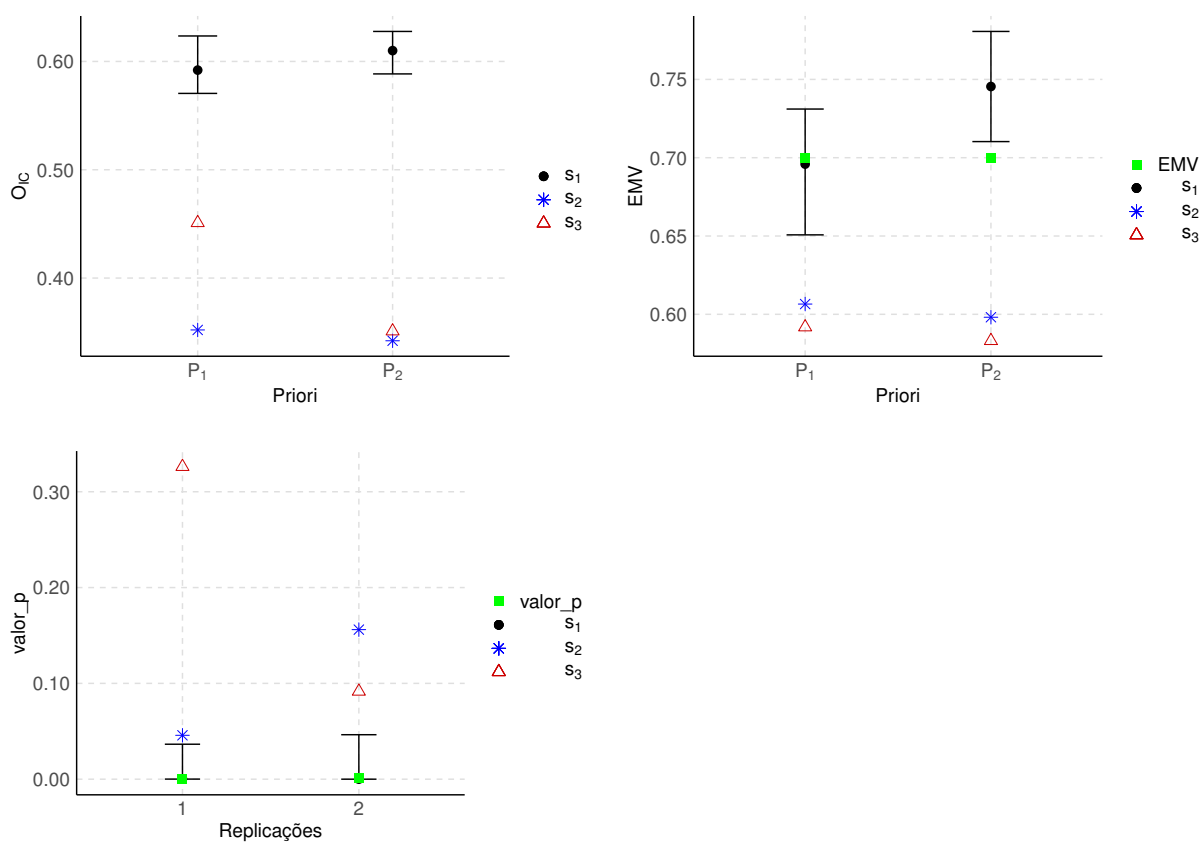 0.60
0.50
0.40
O_IC
P₁ P₂
Priori
s₁
s₂
s₃
0.75
0.70
0.65
0.60
EMV
P₁ P₂
Priori
EMV
s₁
s₂
s₃
0.30
0.20
0.10
0.00
valor_p
1 2
Replicações
valor_p
s₁
s₂
s₃